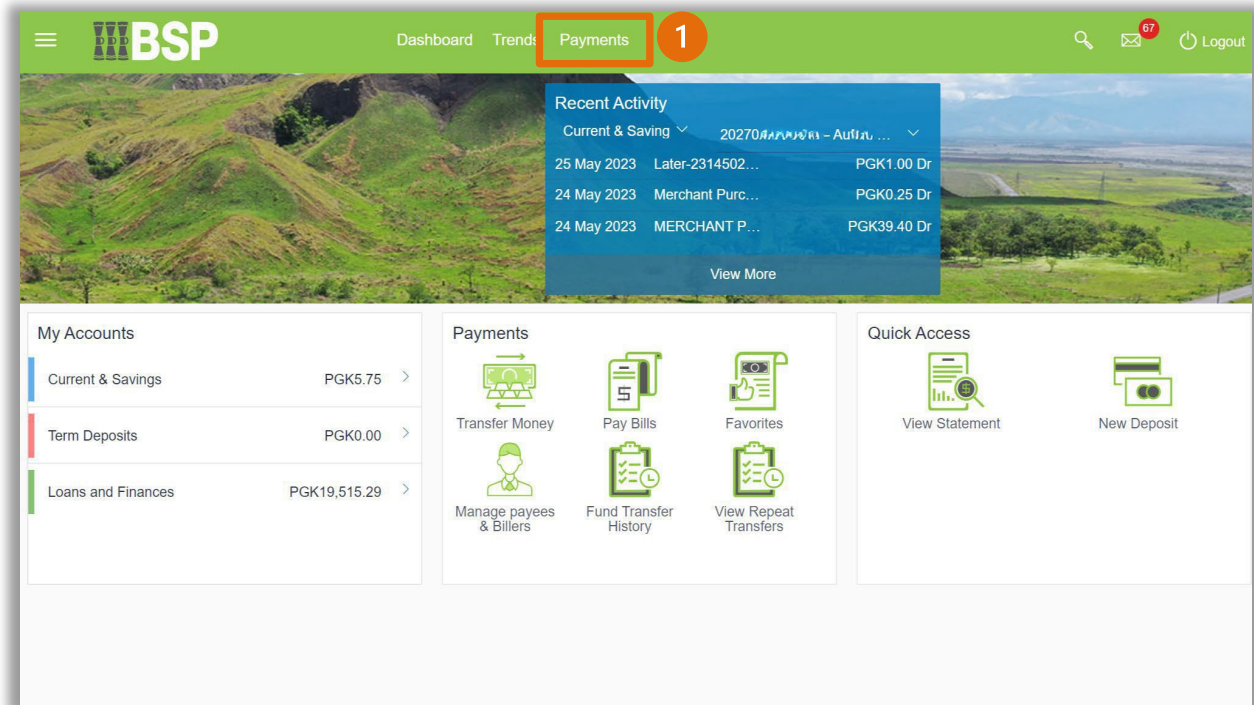 BSP
Dashboard Trends Payments 1
67
Logout
Recent Activity
Current & Saving
20270
25 May 2023 Later-2314502... PGK1.00 Dr
24 May 2023 Merchant Purc... PGK0.25 Dr
24 May 2023 MERCHANT P... PGK39.40 Dr
View More
My Accounts
Current & Savings PGK5.75
Term Deposits PGK0.00
Loans and Finances PGK19,515.29
Payments
Transfer Money Pay Bills Favorites
Manage payees & Billers
Fund Transfer History
View Repeat Transfers
Quick Access
View Statement New Deposit